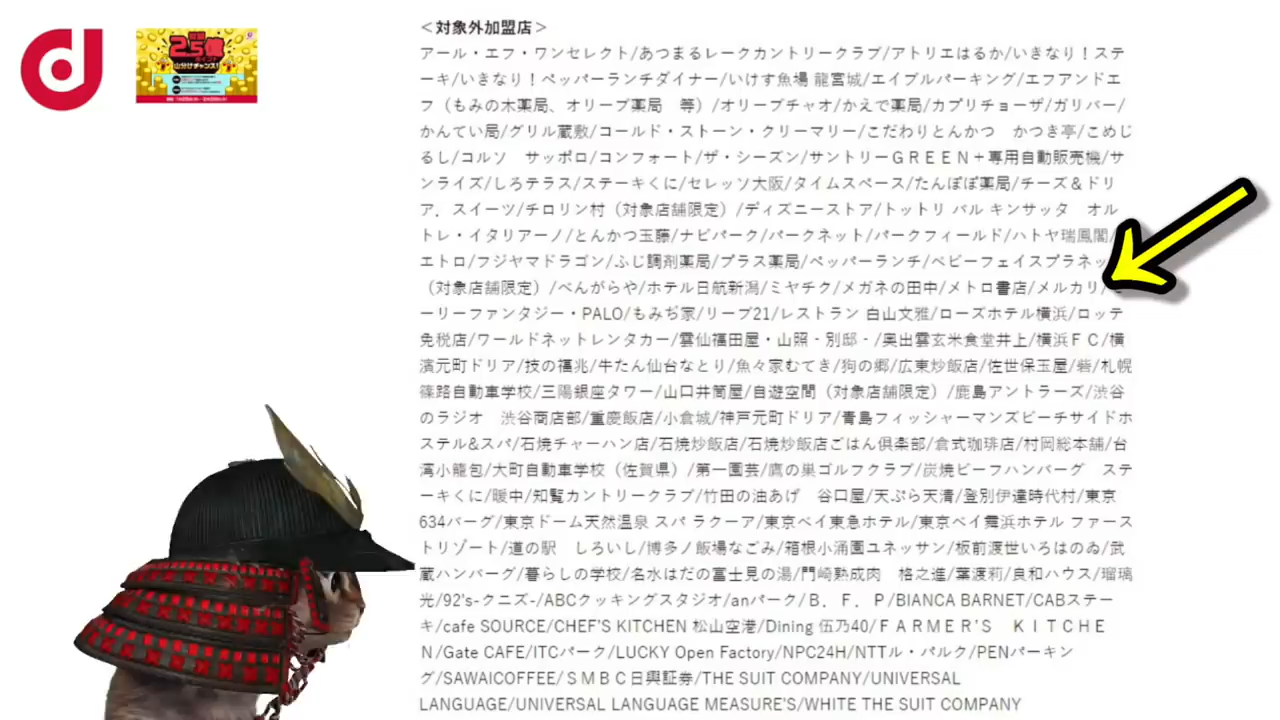 d
総額
2.5億
ポイント
山分けチャンス!
＜対象外加盟店＞
アール・エフ・ワンセレクト/あつまるレークカントリークラブ/アトリエはるか/いきなり！ステ
ーキ/いきなり！ペッパーランチダイナー/いけす魚場 龍宮城/エイブルパーキング/エフアンドエ
フ（もみの木薬局、オリーブ薬局　等）/オリーブチャオ/かえで薬局/カプリチョーザ/ガリバー/
かんてい局/グリル蔵敷/コールド・ストーン・クリーマリー/こだわりとんかつ　かつき亭/こめじ
るし/コルソ　サッポロ/コンフォート/ザ・シーズン/サントリーＧＲＥＥＮ＋専用自動販売機/サ
ンライズ/しろテラス/ステーキくに/セレッソ大阪/タイムスペース/たんぽぽ薬局/チーズ＆ドリ
ア．スイーツ/チロリン村（対象店舗限定）/ディズニーストア/トットリ バル キンサッタ　オル
トレ・イタリアーノ/とんかつ玉藤/ナビパーク/パークネット/パークフィールド/ハトヤ瑞鳳閣/
エトロ/フジヤマドラゴン/ふじ調剤薬局/プラス薬局/ペッパーランチ/ベビーフェイスプラネッ
（対象店舗限定）/べんがらや/ホテル日航新潟/ミヤチク/メガネの田中/メトロ書店/メルカリ/
ーリーファンタジー・PALO/もみぢ家/リーブ21/レストラン 白山文雅/ローズホテル横浜/ロッテ
免税店/ワールドネットレンタカー/雲仙福田屋・山照‐別邸‐/奥出雲玄米食堂井上/横浜ＦＣ/横
濱元町ドリア/技の福兆/牛たん仙台なとり/魚々家むてき/狗の郷/広東炒飯店/佐世保玉屋/砦/札幌
篠路自動車学校/三陽銀座タワー/山口井筒屋/自遊空間（対象店舗限定）/鹿島アントラーズ/渋谷
のラジオ　渋谷商店部/重慶飯店/小倉城/神戸元町ドリア/青島フィッシャーマンズビーチサイドホ
ステル&スパ/石焼チャーハン店/石焼炒飯店/石焼炒飯店ごはん倶楽部/倉式珈琲店/村岡総本舗/台
湾小籠包/大町自動車学校（佐賀県）/第一園芸/鷹の巣ゴルフクラブ/炭焼ビーフハンバーグ　ステ
ーキくに/暖中/知覧カントリークラブ/竹田の油あげ　谷口屋/天ぷら天清/登別伊達時代村/東京
634バーグ/東京ドーム天然温泉 スパ ラクーア/東京ベイ東急ホテル/東京ベイ舞浜ホテル ファース
トリゾート/道の駅　しろいし/博多ノ飯場なごみ/箱根小涌園ユネッサン/板前渡世いろはのゐ/武
蔵ハンバーグ/暮らしの学校/名水はだの富士見の湯/門崎熟成肉　格之進/葉渡莉/良和ハウス/瑠璃
光/92's-クニズ-/ABCクッキングスタジオ/anパーク/Ｂ．Ｆ．Ｐ/BIANCA BARNET/CABステー
キ/cafe SOURCE/CHEF'S KITCHEN 松山空港/Dining 伍乃40/ＦＡＲＭＥＲ'Ｓ　ＫＩＴＣＨＥ
Ｎ/Gate CAFE/ITCパーク/LUCKY Open Factory/NPC24H/NTTル・パルク/PENパーキン
グ/SAWAICOFFEE/ＳＭＢＣ日興証券/THE SUIT COMPANY/UNIVERSAL
LANGUAGE/UNIVERSAL LANGUAGE MEASURE'S/WHITE THE SUIT COMPANY